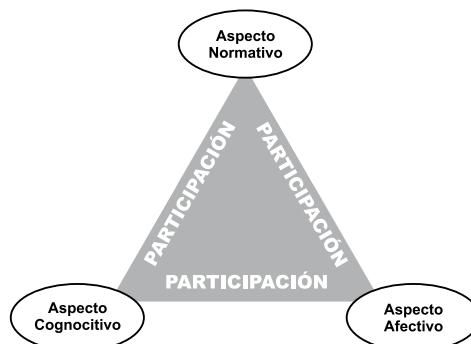 Aspecto
Normativo
PARTICIPACIÓN
PARTICIPACIÓN
PARTICIPACIÓN
Aspecto
Cognocitivo
Aspecto
Afectivo